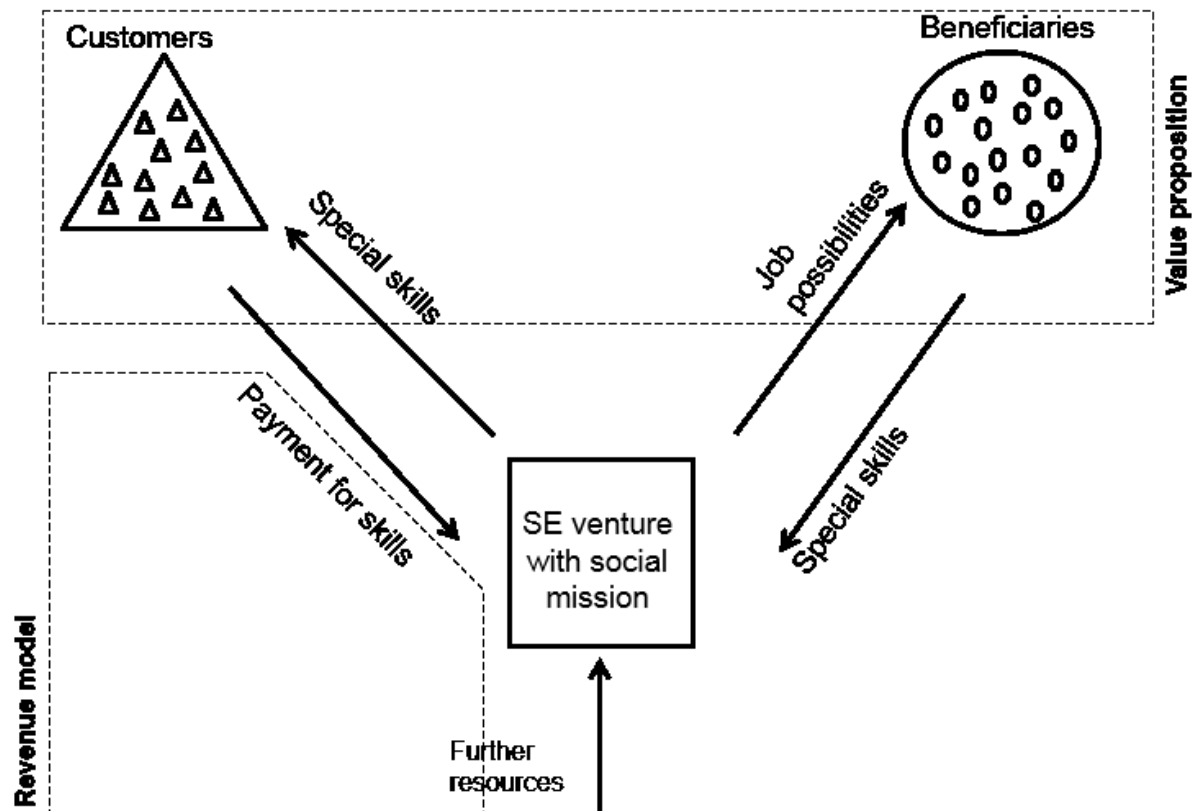 Customers
Beneficiaries
Value proposition
Special skills
Job
possibilities
Payment for skills
Special skills
SE venture
with social
mission
Revenue model
Further
resources